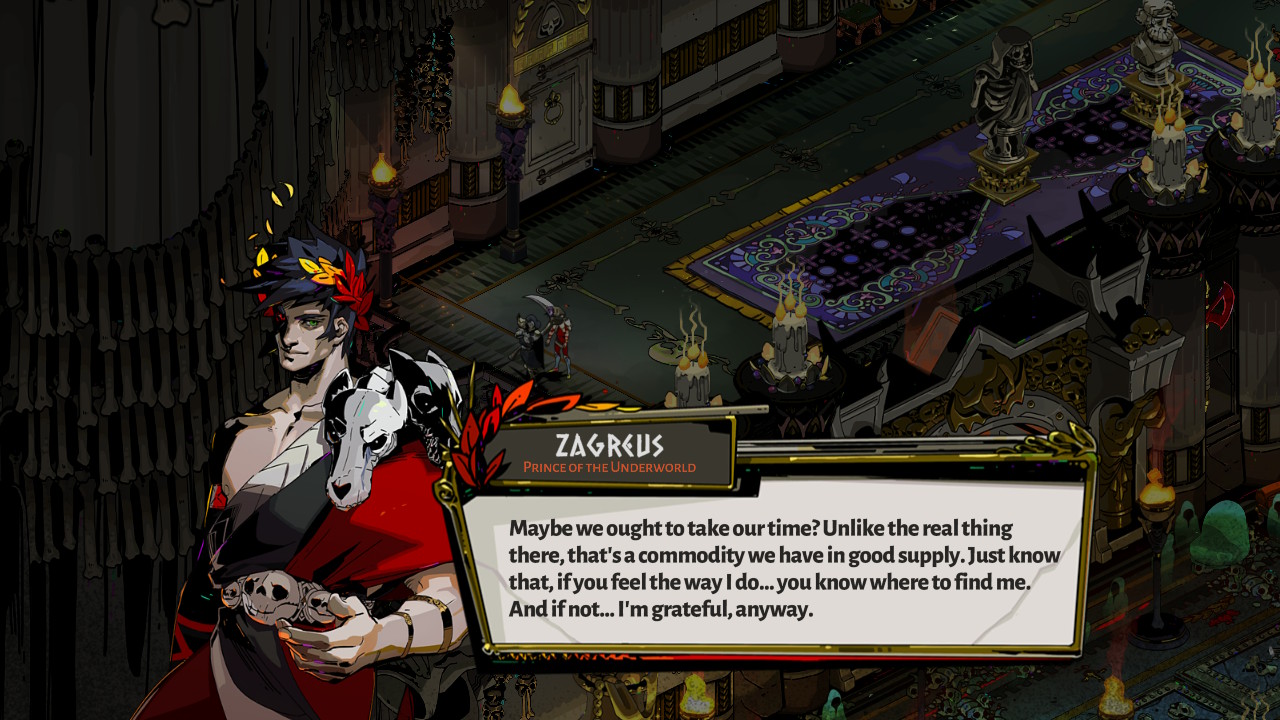 ZAGREUS
PRINCE OF THE UNDERWORLD
Maybe we ought to take our time? Unlike the real thing
there, that's a commodity we have in good supply. Just know
that, if you feel the way I do... you know where to find me.
And if not... I'm grateful, anyway.